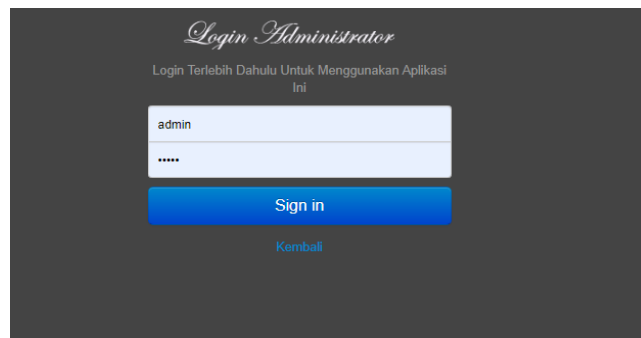 Login Administrator
Login Terlebih Dahulu Untuk Menggunakan Aplikasi
Ini
admin
•••••
Sign in
Kembali